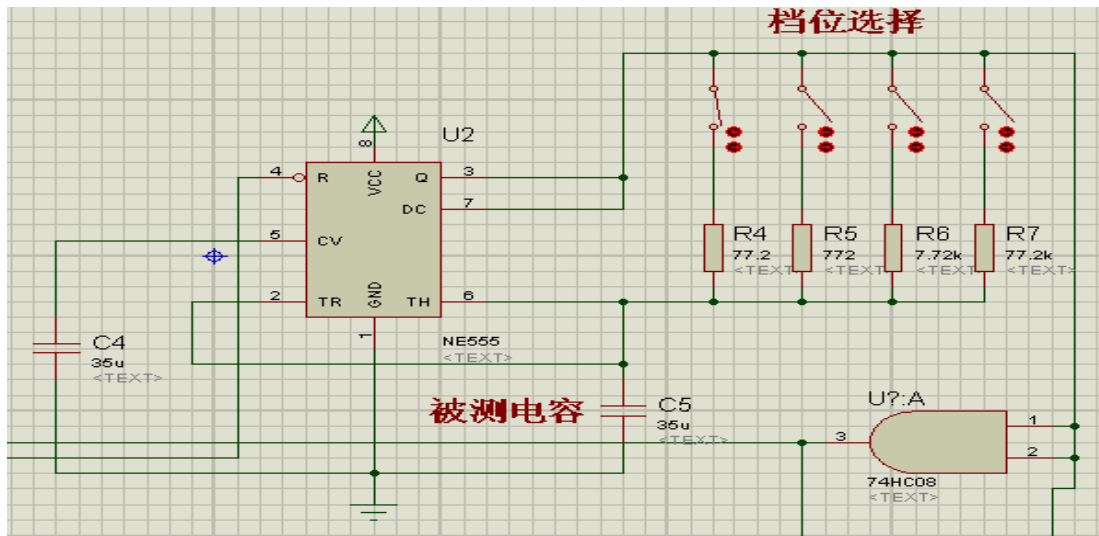 档位选择
U2
8
4
R
VCC
Q
3
DC
7
5
CV
2
TR
GND
TH
6
1
NE555
<TEXT>
C4
35u
<TEXT>
R4
77.2
<TEXT>
R5
772
<TEXT>
R6
7.72k
<TEXT>
R7
77.2k
<TEXT>
被测电容
C5
35u
<TEXT>
U?:A
1
2
3
74HC08
<TEXT>